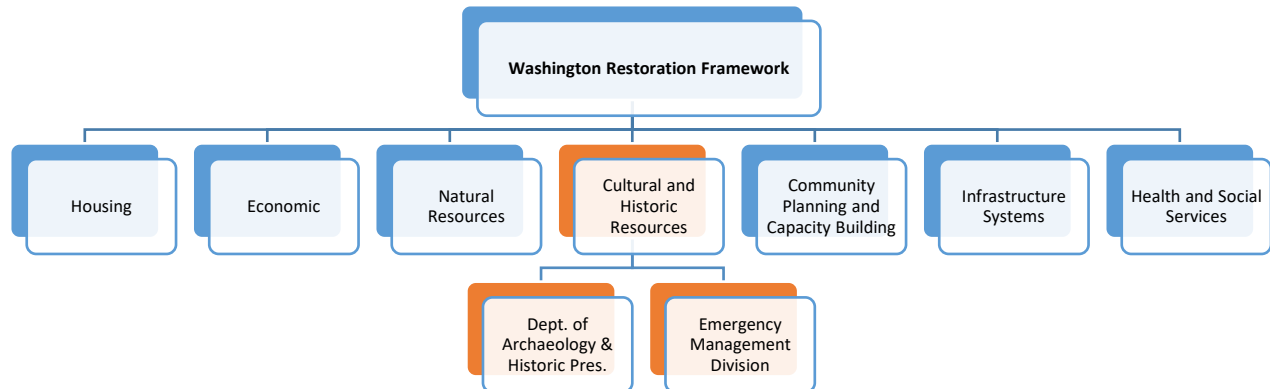 Washington Restoration Framework
Housing
Economic
Natural
Resources
Cultural and
Historic
Resources
Community
Planning and
Capacity Building
Infrastructure
Systems
Health and Social
Services
Dept. of
Archaeology &
Historic Pres.
Emergency
Management
Division